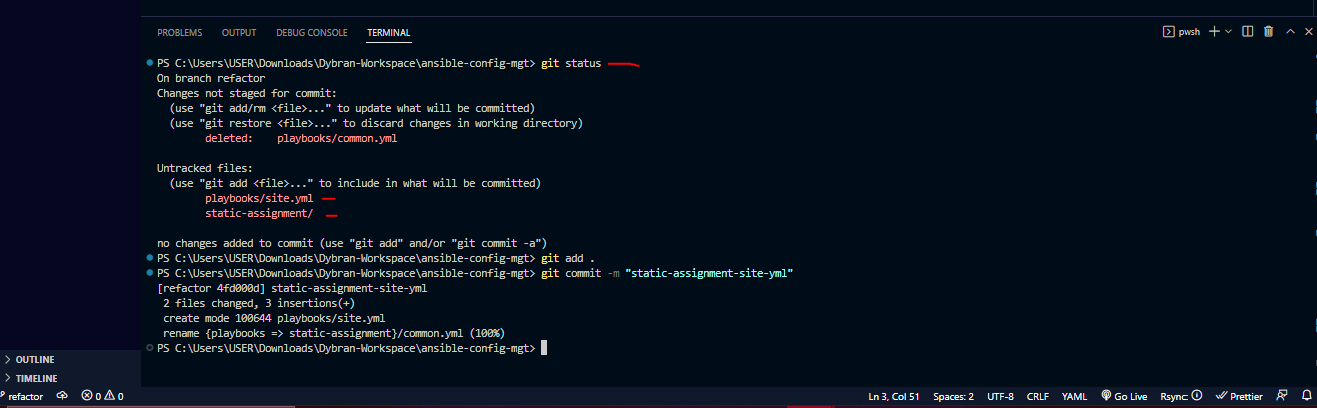 PROBLEMS OUTPUT DEBUG CONSOLE TERMINAL pwsh
PS C:\Users\USER\Downloads\Dybran-Workspace\ansible-config-mgt> git status
On branch refactor
Changes not staged for commit:
  (use "git add/rm <file>..." to update what will be committed)
  (use "git restore <file>..." to discard changes in working directory)
        deleted:    playbooks/common.yml

Untracked files:
  (use "git add <file>..." to include in what will be committed)
        playbooks/site.yml
        static-assignment/

no changes added to commit (use "git add" and/or "git commit -a")
PS C:\Users\USER\Downloads\Dybran-Workspace\ansible-config-mgt> git add .
PS C:\Users\USER\Downloads\Dybran-Workspace\ansible-config-mgt> git commit -m "static-assignment-site-yml"
[refactor 4fd000d] static-assignment-site-yml
 2 files changed, 3 insertions(+)
 create mode 100644 playbooks/site.yml
 rename {playbooks => static-assignment}/common.yml (100%)
PS C:\Users\USER\Downloads\Dybran-Workspace\ansible-config-mgt>
OUTLINE
TIMELINE
refactor 0 0 Ln 3, Col 51 Spaces: 2 UTF-8 CRLF YAML Go Live Rsync: Prettier